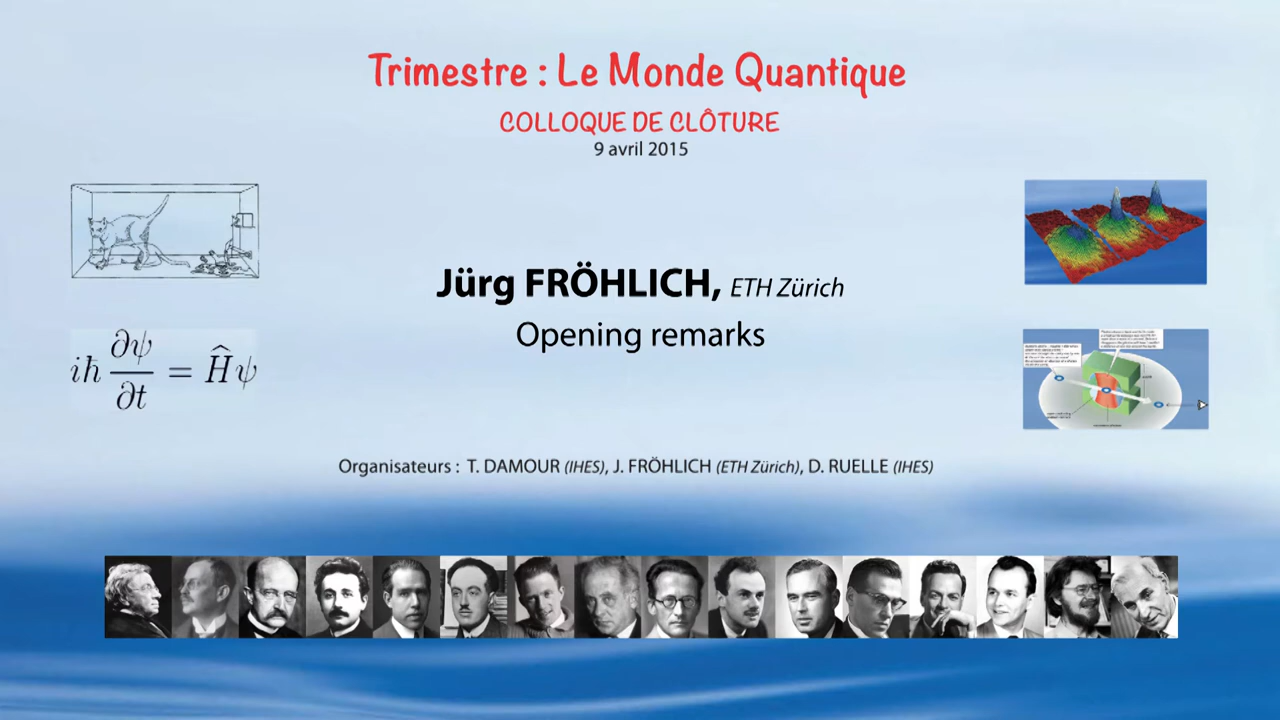 Trimestre : Le Monde Quantique
COLLOQUE DE CLÔTURE
9 avril 2015
Jürg FRÖHLICH, ETH Zürich
Opening remarks
iħ ∂ψ/∂t = Ĥψ
Organisateurs : T. DAMOUR (IHES), J. FRÖHLICH (ETH Zürich), D. RUELLE (IHES)